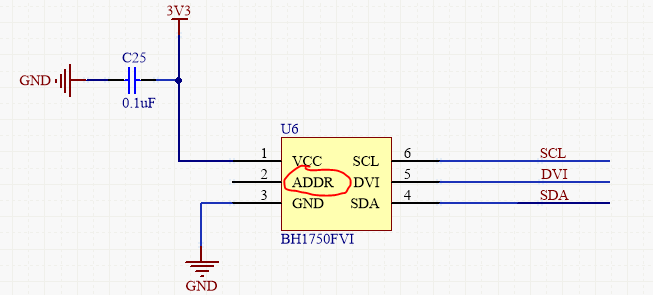 3V3
C25
GND
0.1uF
U6
1 VCC SCL 6 SCL
2 ADDR DVI 5 DVI
3 GND SDA 4 SDA
BH1750FVI
GND